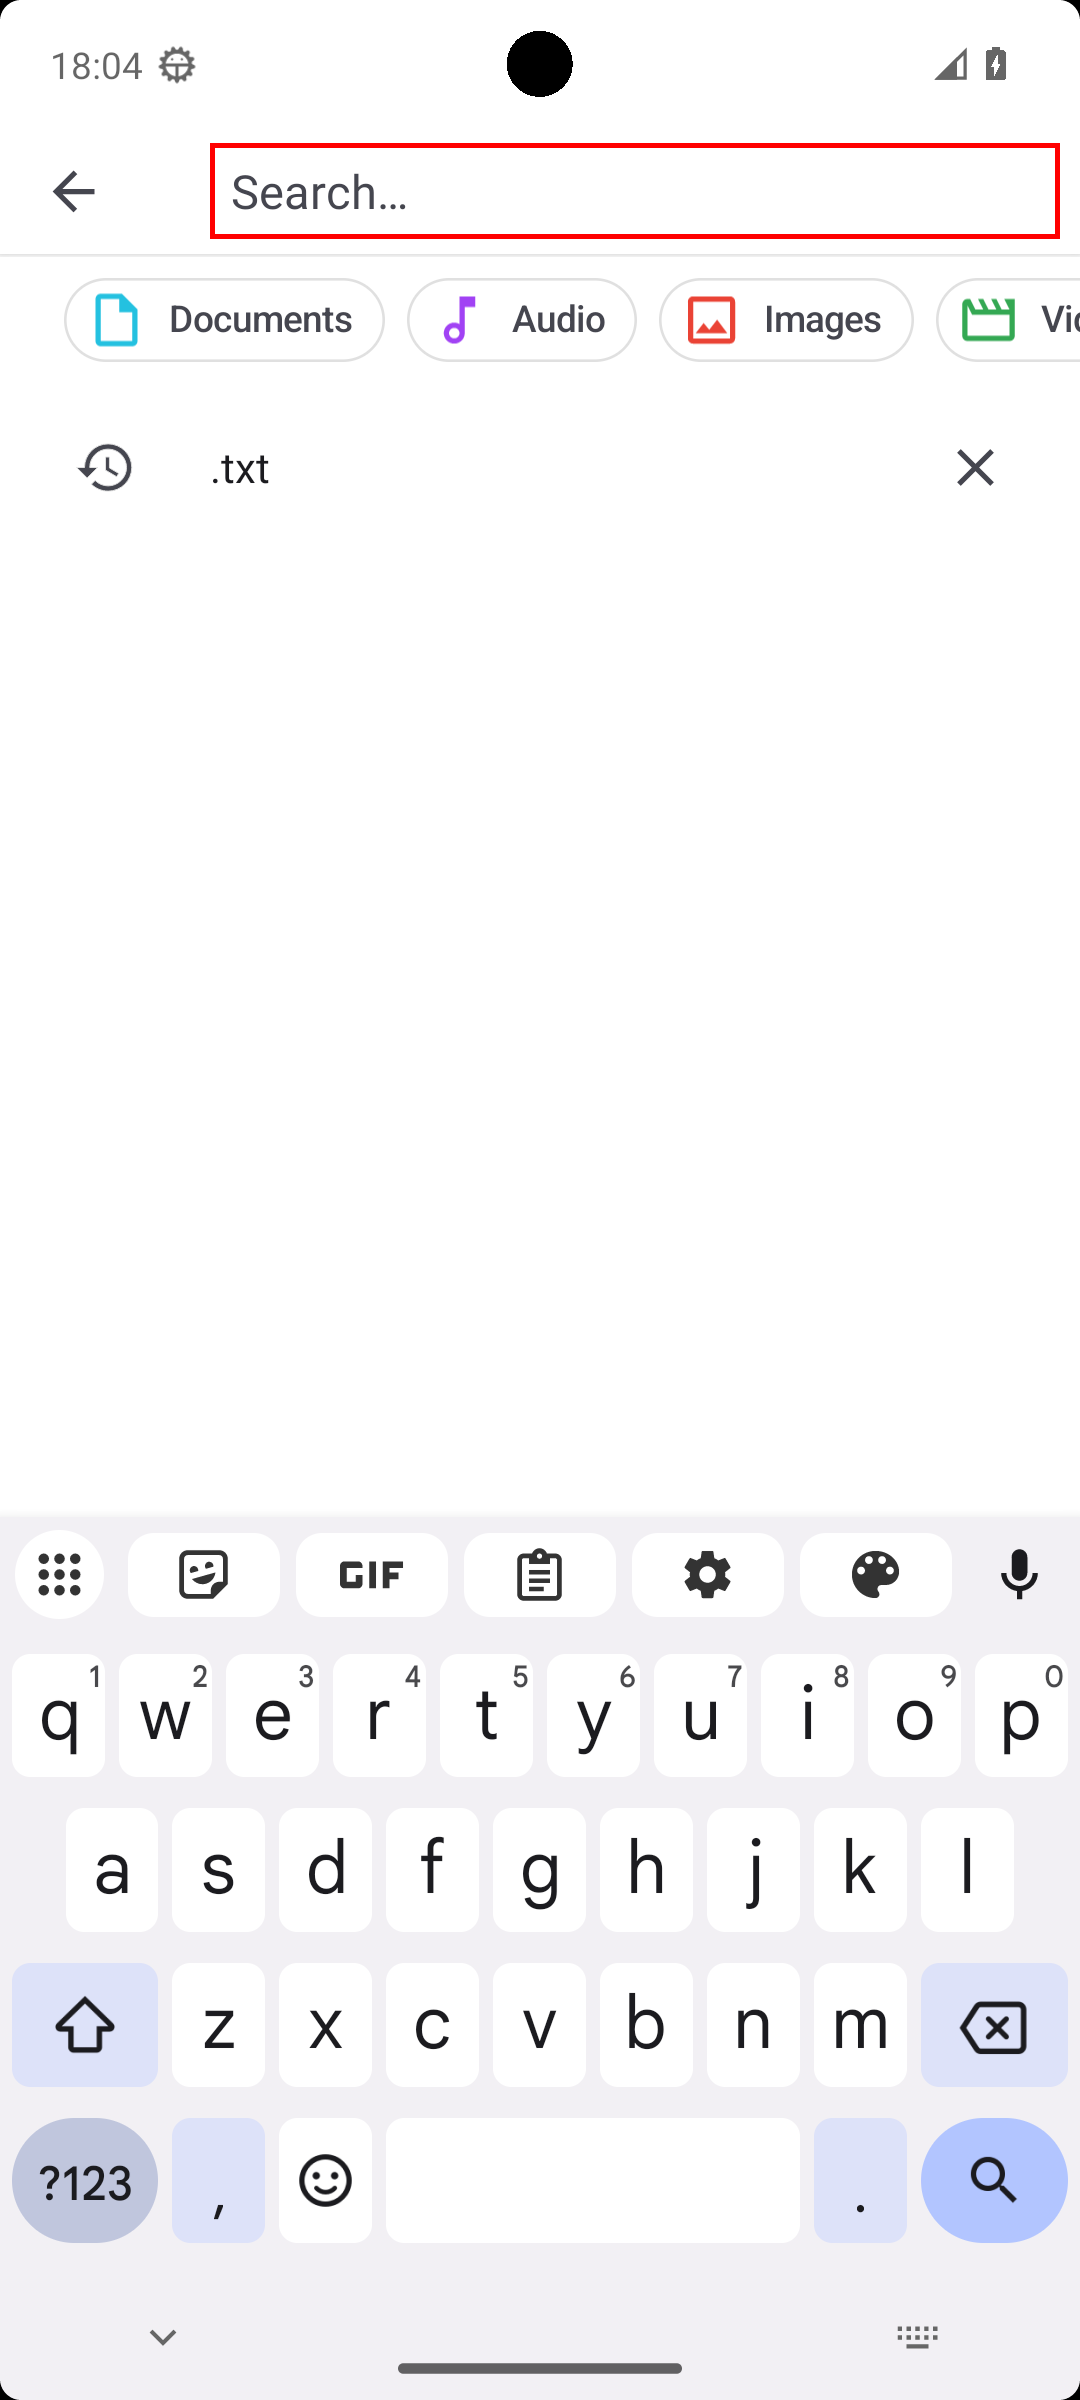 18:04
Search…
Documents Audio Images Vid
.txt
GIF
q 1 w 2 e 3 r 4 t 5 y 6 u 7 i 8 o 9 p 0
a s d f g h j k l
z x c v b n m
?123 , .